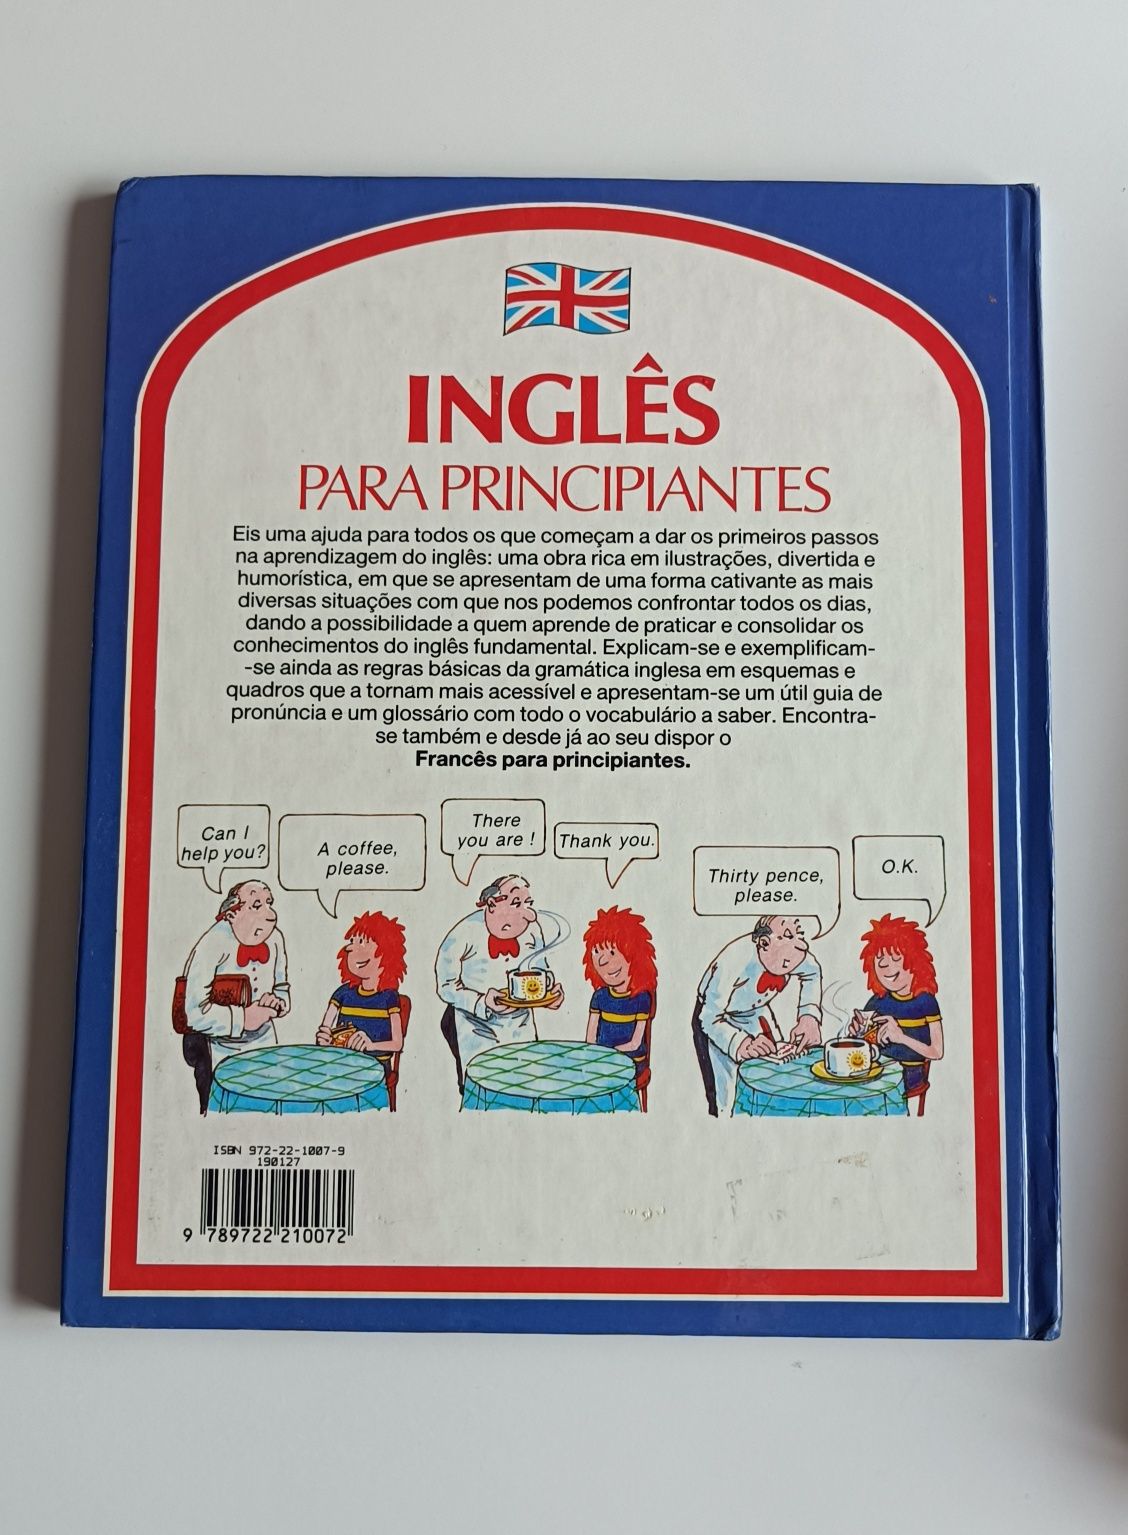 INGLÊS
PARA PRINCIPIANTES
Eis uma ajuda para todos os que começam a dar os primeiros passos
na aprendizagem do inglês: uma obra rica em ilustrações, divertida e
humorística, em que se apresentam de uma forma cativante as mais
diversas situações com que nos podemos confrontar todos os dias,
dando a possibilidade a quem aprende de praticar e consolidar os
conhecimentos do inglês fundamental. Explicam-se e exemplificam-
-se ainda as regras básicas da gramática inglesa em esquemas e
quadros que a tornam mais acessível e apresentam-se um útil guia de
pronúncia e um glossário com todo o vocabulário a saber. Encontra-
se também e desde já ao seu dispor o
Francês para principiantes.
Can I
help you?
A coffee,
please.
There
you are !
Thank you.
Thirty pence,
please.
O.K.
ISBN 972-22-1007-9
190127
9 789722 210072